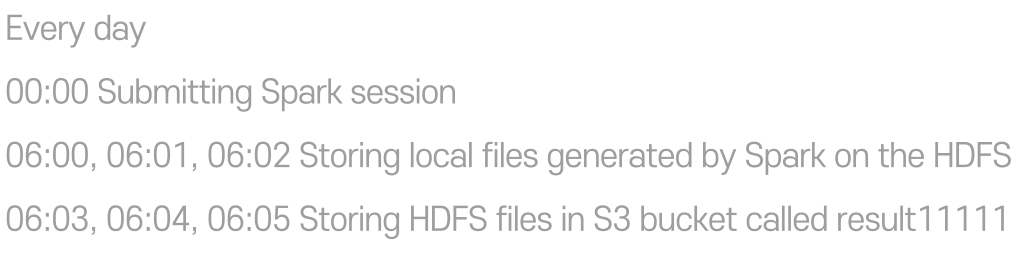 Every day
00:00 Submitting Spark session
06:00, 06:01, 06:02 Storing local files generated by Spark on the HDFS
06:03, 06:04, 06:05 Storing HDFS files in S3 bucket called result11111